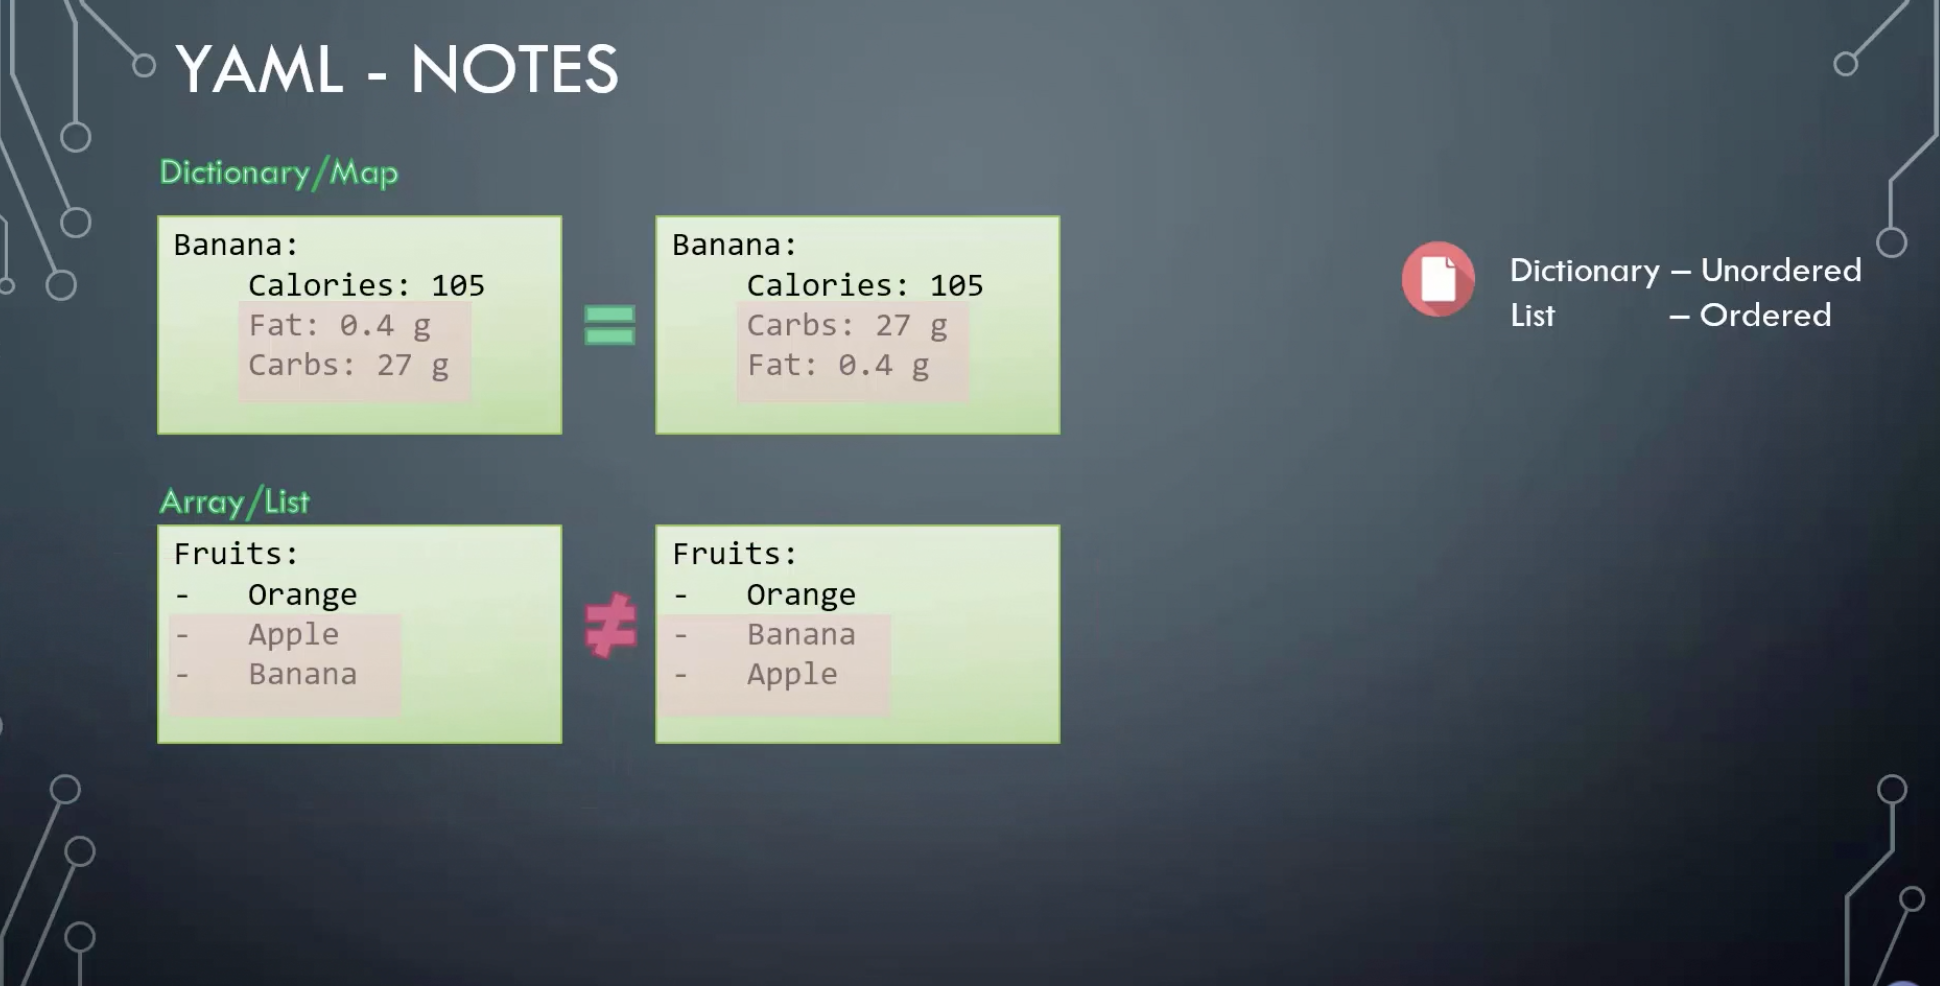 YAML - NOTES
Dictionary/Map
Banana:
Calories: 105
Fat: 0.4 g
Carbs: 27 g
Banana:
Calories: 105
Carbs: 27 g
Fat: 0.4 g
Dictionary – Unordered
List – Ordered
Array/List
Fruits:
- Orange
- Apple
- Banana
Fruits:
- Orange
- Banana
- Apple